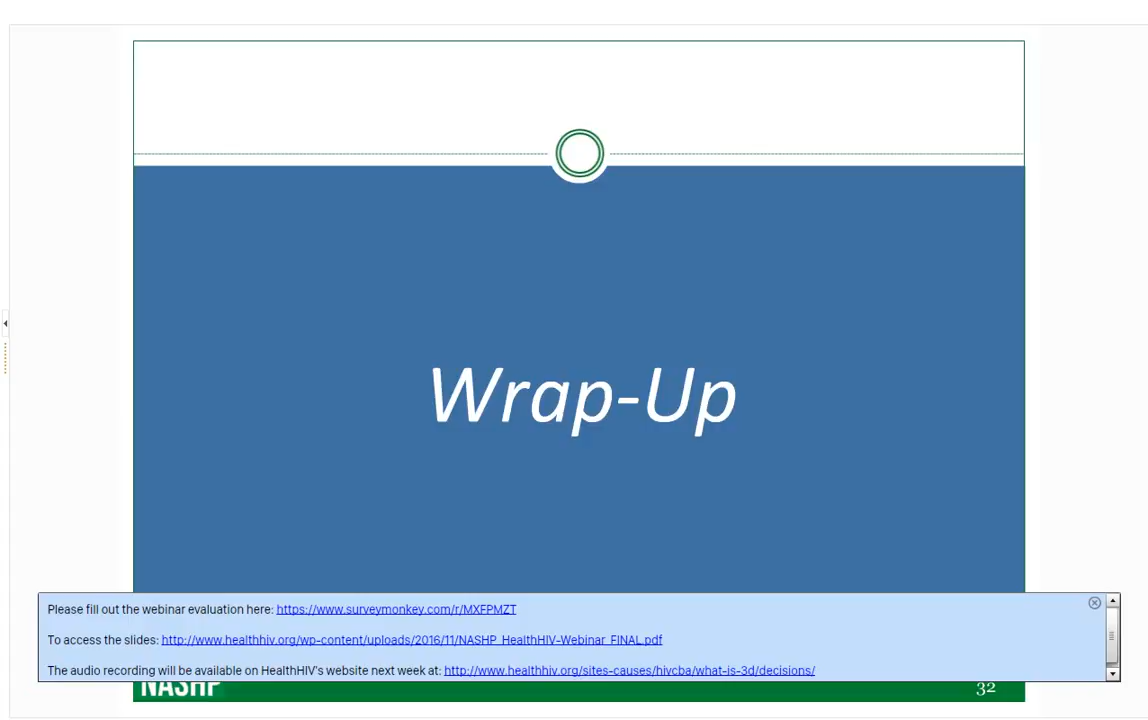 Wrap-Up
Please fill out the webinar evaluation here: https://www.surveymonkey.com/r/MXFPMZT
To access the slides: http://www.healthhiv.org/wp-content/uploads/2016/11/NASHP_HealthHIV-Webinar_FINAL.pdf
The audio recording will be available on HealthHIV's website next week at: http://www.healthhiv.org/sites-causes/hivcba/what-is-3d/decisions/
NASHP
32